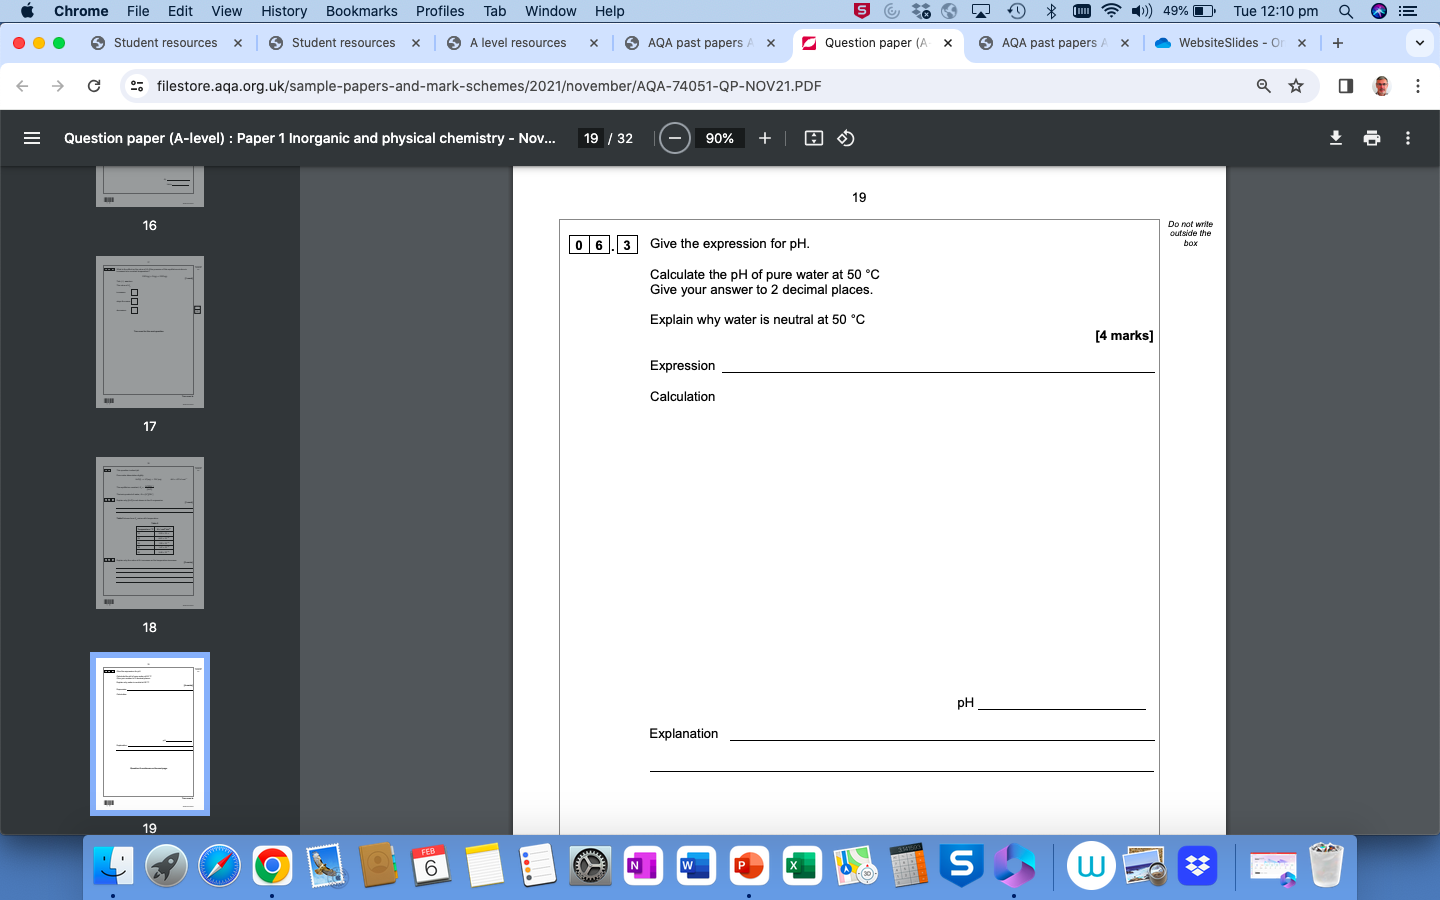 Chrome File Edit View History Bookmarks Profiles Tab Window Help 49% Tue 12:10 pm
Student resources Student resources A level resources AQA past papers A Question paper (A- AQA past papers A WebsiteSlides - Or
filestore.aqa.org.uk/sample-papers-and-mark-schemes/2021/november/AQA-74051-QP-NOV21.PDF
Question paper (A-level) : Paper 1 Inorganic and physical chemistry - Nov... 19 / 32 90%
16
17
18
19
19
Do not write
outside the
box
0 6 . 3 Give the expression for pH.
Calculate the pH of pure water at 50 °C
Give your answer to 2 decimal places.
Explain why water is neutral at 50 °C
[4 marks]
Expression
Calculation
pH
Explanation
FEB
6